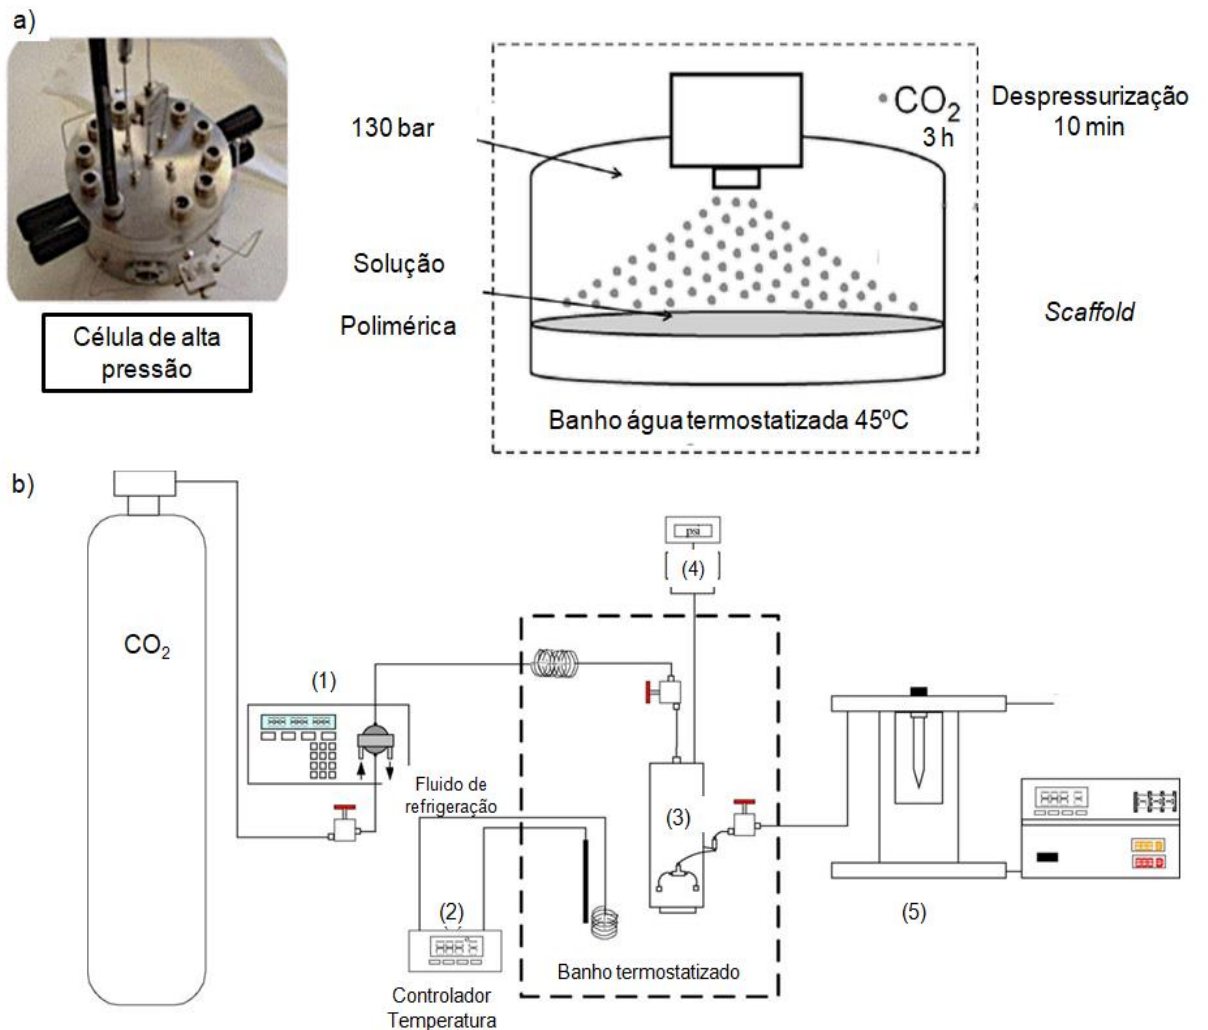 a)
130 bar
CO2
3 h
Despressurização
10 min
Solução
Polimérica
Scaffold
Célula de alta
pressão
Banho água termostatizada 45ºC
b)
CO2
(1)
psi
(4)
Fluido de
refrigeração
(3)
(2)
(5)
Banho termostatizado
Controlador
Temperatura